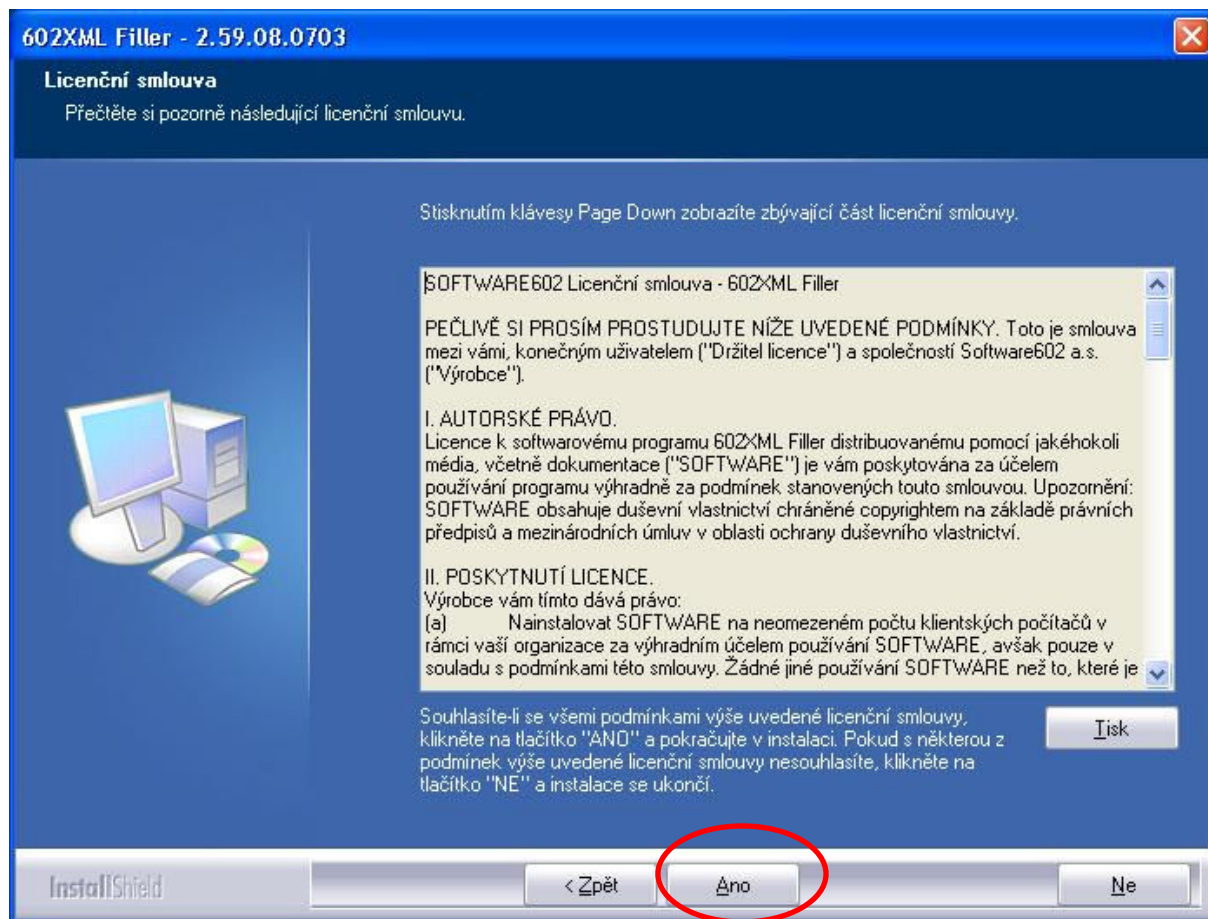 602XML Filler - 2.59.08.0703
Licenční smlouva
Přečtěte si pozorně následující licenční smlouvu.
Stisknutím klávesy Page Down zobrazíte zbývající část licenční smlouvy.
SOFTWARE602 Licenční smlouva - 602XML Filler
PEČLIVĚ SI PROSÍM PROSTUDUJTE NÍŽE UVEDENÉ PODMÍNKY. Toto je smlouva
mezi vámi, konečným uživatelem ("Držitel licence") a společností Software602 a.s.
("Výrobce").
I. AUTORSKÉ PRÁVO.
Licence k softwarovému programu 602XML Filler distribuovanému pomocí jakéhokoli
média, včetně dokumentace ("SOFTWARE") je vám poskytována za účelem
používání programu výhradně za podmínek stanovených touto smlouvou. Upozornění:
SOFTWARE obsahuje duševní vlastnictví chráněné copyrightem na základě právních
předpisů a mezinárodních úmluv v oblasti ochrany duševního vlastnictví.
II. POSKYTNUTÍ LICENCE.
Výrobce vám tímto dává právo:
(a) Nainstalovat SOFTWARE na neomezeném počtu klientských počítačů v
rámci vaší organizace za výhradním účelem používání SOFTWARE, avšak pouze v
souladu s podmínkami této smlouvy. Žádné jiné používání SOFTWARE než to, které je
Souhlasíte-li se všemi podmínkami výše uvedené licenční smlouvy,
klikněte na tlačítko "ANO" a pokračujte v instalaci. Pokud s některou z
podmínek výše uvedené licenční smlouvy nesouhlasíte, klikněte na
tlačítko "NE" a instalace se ukončí.
Tisk
InstallShield
< Zpět
Ano
Ne